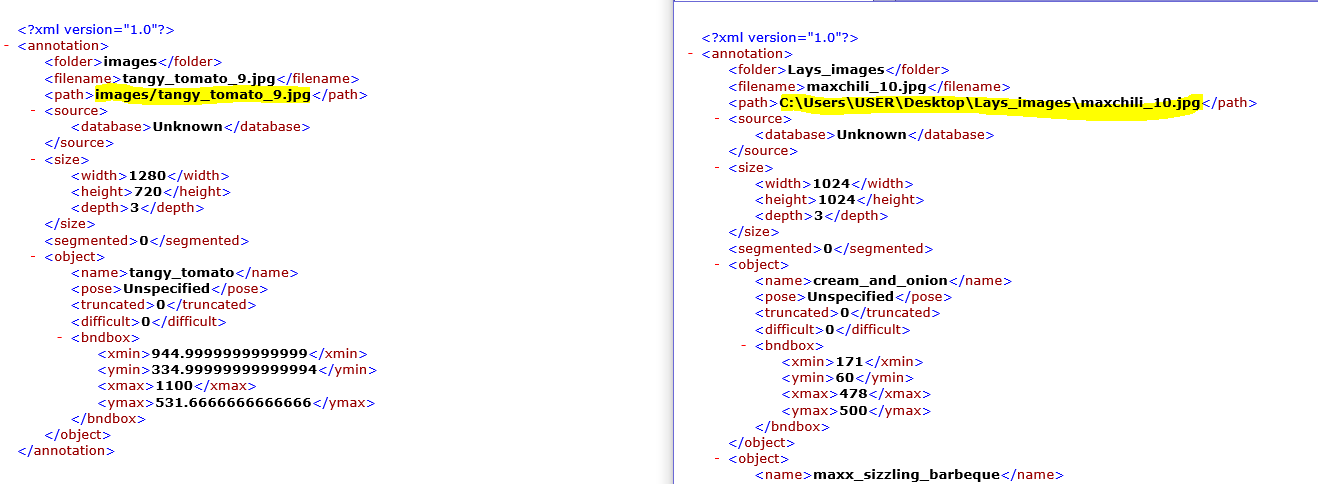 <?xml version="1.0"?>
- <annotation>
<folder>images</folder>
<filename>tangy_tomato_9.jpg</filename>
<path>images/tangy_tomato_9.jpg</path>
- <source>
<database>Unknown</database>
</source>
- <size>
<width>1280</width>
<height>720</height>
<depth>3</depth>
</size>
<segmented>0</segmented>
- <object>
<name>tangy_tomato</name>
<pose>Unspecified</pose>
<truncated>0</truncated>
<difficult>0</difficult>
- <bndbox>
<xmin>944.9999999999999</xmin>
<ymin>334.99999999999994</ymin>
<xmax>1100</xmax>
<ymax>531.6666666666666</ymax>
</bndbox>
</object>
</annotation>
<?xml version="1.0"?>
- <annotation>
<folder>Lays_images</folder>
<filename>maxchili_10.jpg</filename>
<path>C:\Users\USER\Desktop\Lays_images\maxchili_10.jpg</path>
- <source>
<database>Unknown</database>
</source>
- <size>
<width>1024</width>
<height>1024</height>
<depth>3</depth>
</size>
<segmented>0</segmented>
- <object>
<name>cream_and_onion</name>
<pose>Unspecified</pose>
<truncated>0</truncated>
<difficult>0</difficult>
- <bndbox>
<xmin>171</xmin>
<ymin>60</ymin>
<xmax>478</xmax>
<ymax>500</ymax>
</bndbox>
</object>
- <object>
<name>maxx_sizzling_barbeque</name>